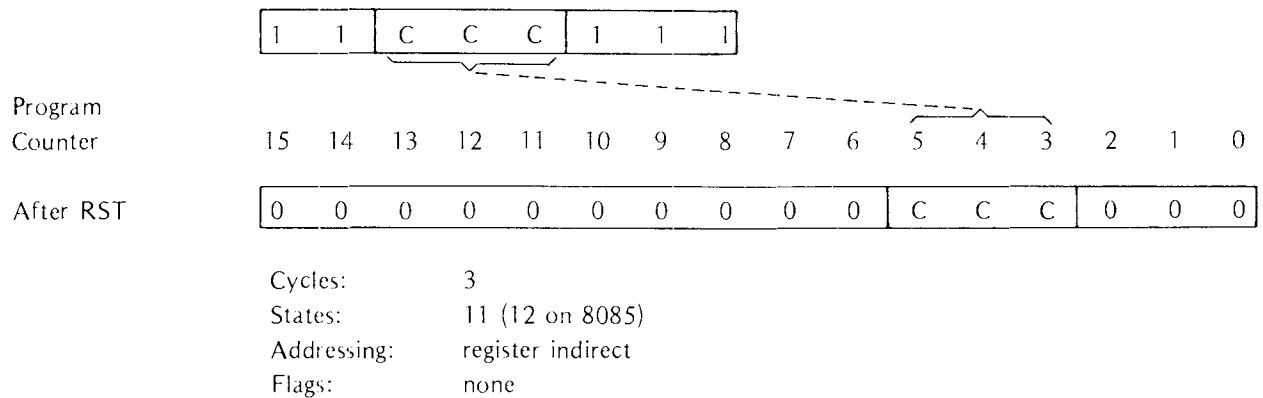 1 1 C C C 1 1 1
Program
Counter 15 14 13 12 11 10 9 8 7 6 5 4 3 2 1 0
After RST 0 0 0 0 0 0 0 0 0 0 C C C 0 0 0
Cycles: 3
States: 11 (12 on 8085)
Addressing: register indirect
Flags: none